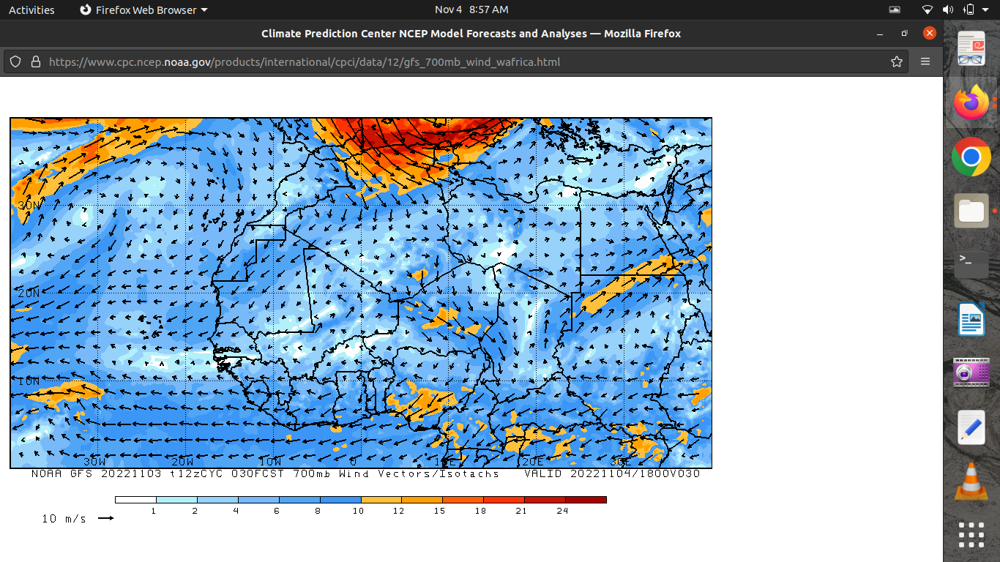 Activities Firefox Web Browser Nov 4 8:57 AM
Climate Prediction Center NCEP Model Forecasts and Analyses — Mozilla Firefox
https://www.cpc.ncep.noaa.gov/products/international/cpci/data/12/gfs_700mb_wind_wafrica.html
30N
20N
10N
30W 20W 10W 0 10E 20E 30E
NOAA GFS 20221103 t12zCYC 030FCST 700mb Wind Vectors/Isotachs VALID 20221104/1800V030
1 2 4 6 8 10 12 15 18 21 24
10 m/s